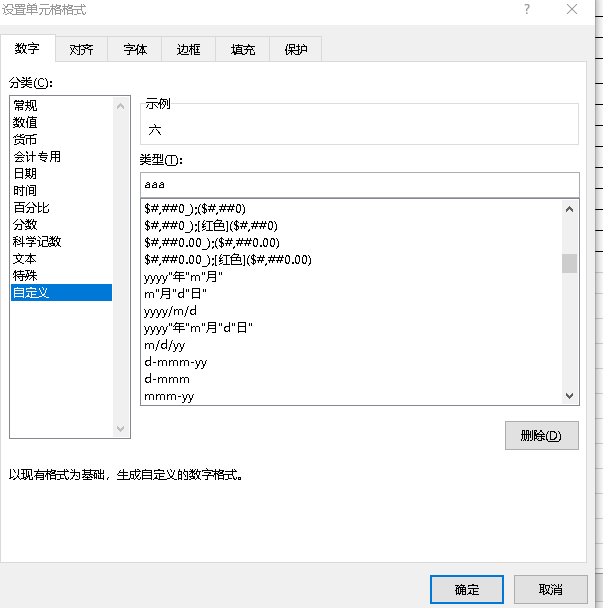 设置单元格格式
?
数字 对齐 字体 边框 填充 保护
分类(C):
常规
数值
货币
会计专用
日期
时间
百分比
分数
科学记数
文本
特殊
自定义
示例
六
类型(T):
aaa
$#,##0_);($#,##0)
$#,##0_);[红色]($#,##0)
$#,##0.00_);($#,##0.00)
$#,##0.00_);[红色]($#,##0.00)
yyyy"年"m"月"
m"月"d"日"
yyyy/m/d
yyyy"年"m"月"d"日"
m/d/yy
d-mmm-yy
d-mmm
mmm-yy
删除(D)
以现有格式为基础，生成自定义的数字格式。
确定 取消